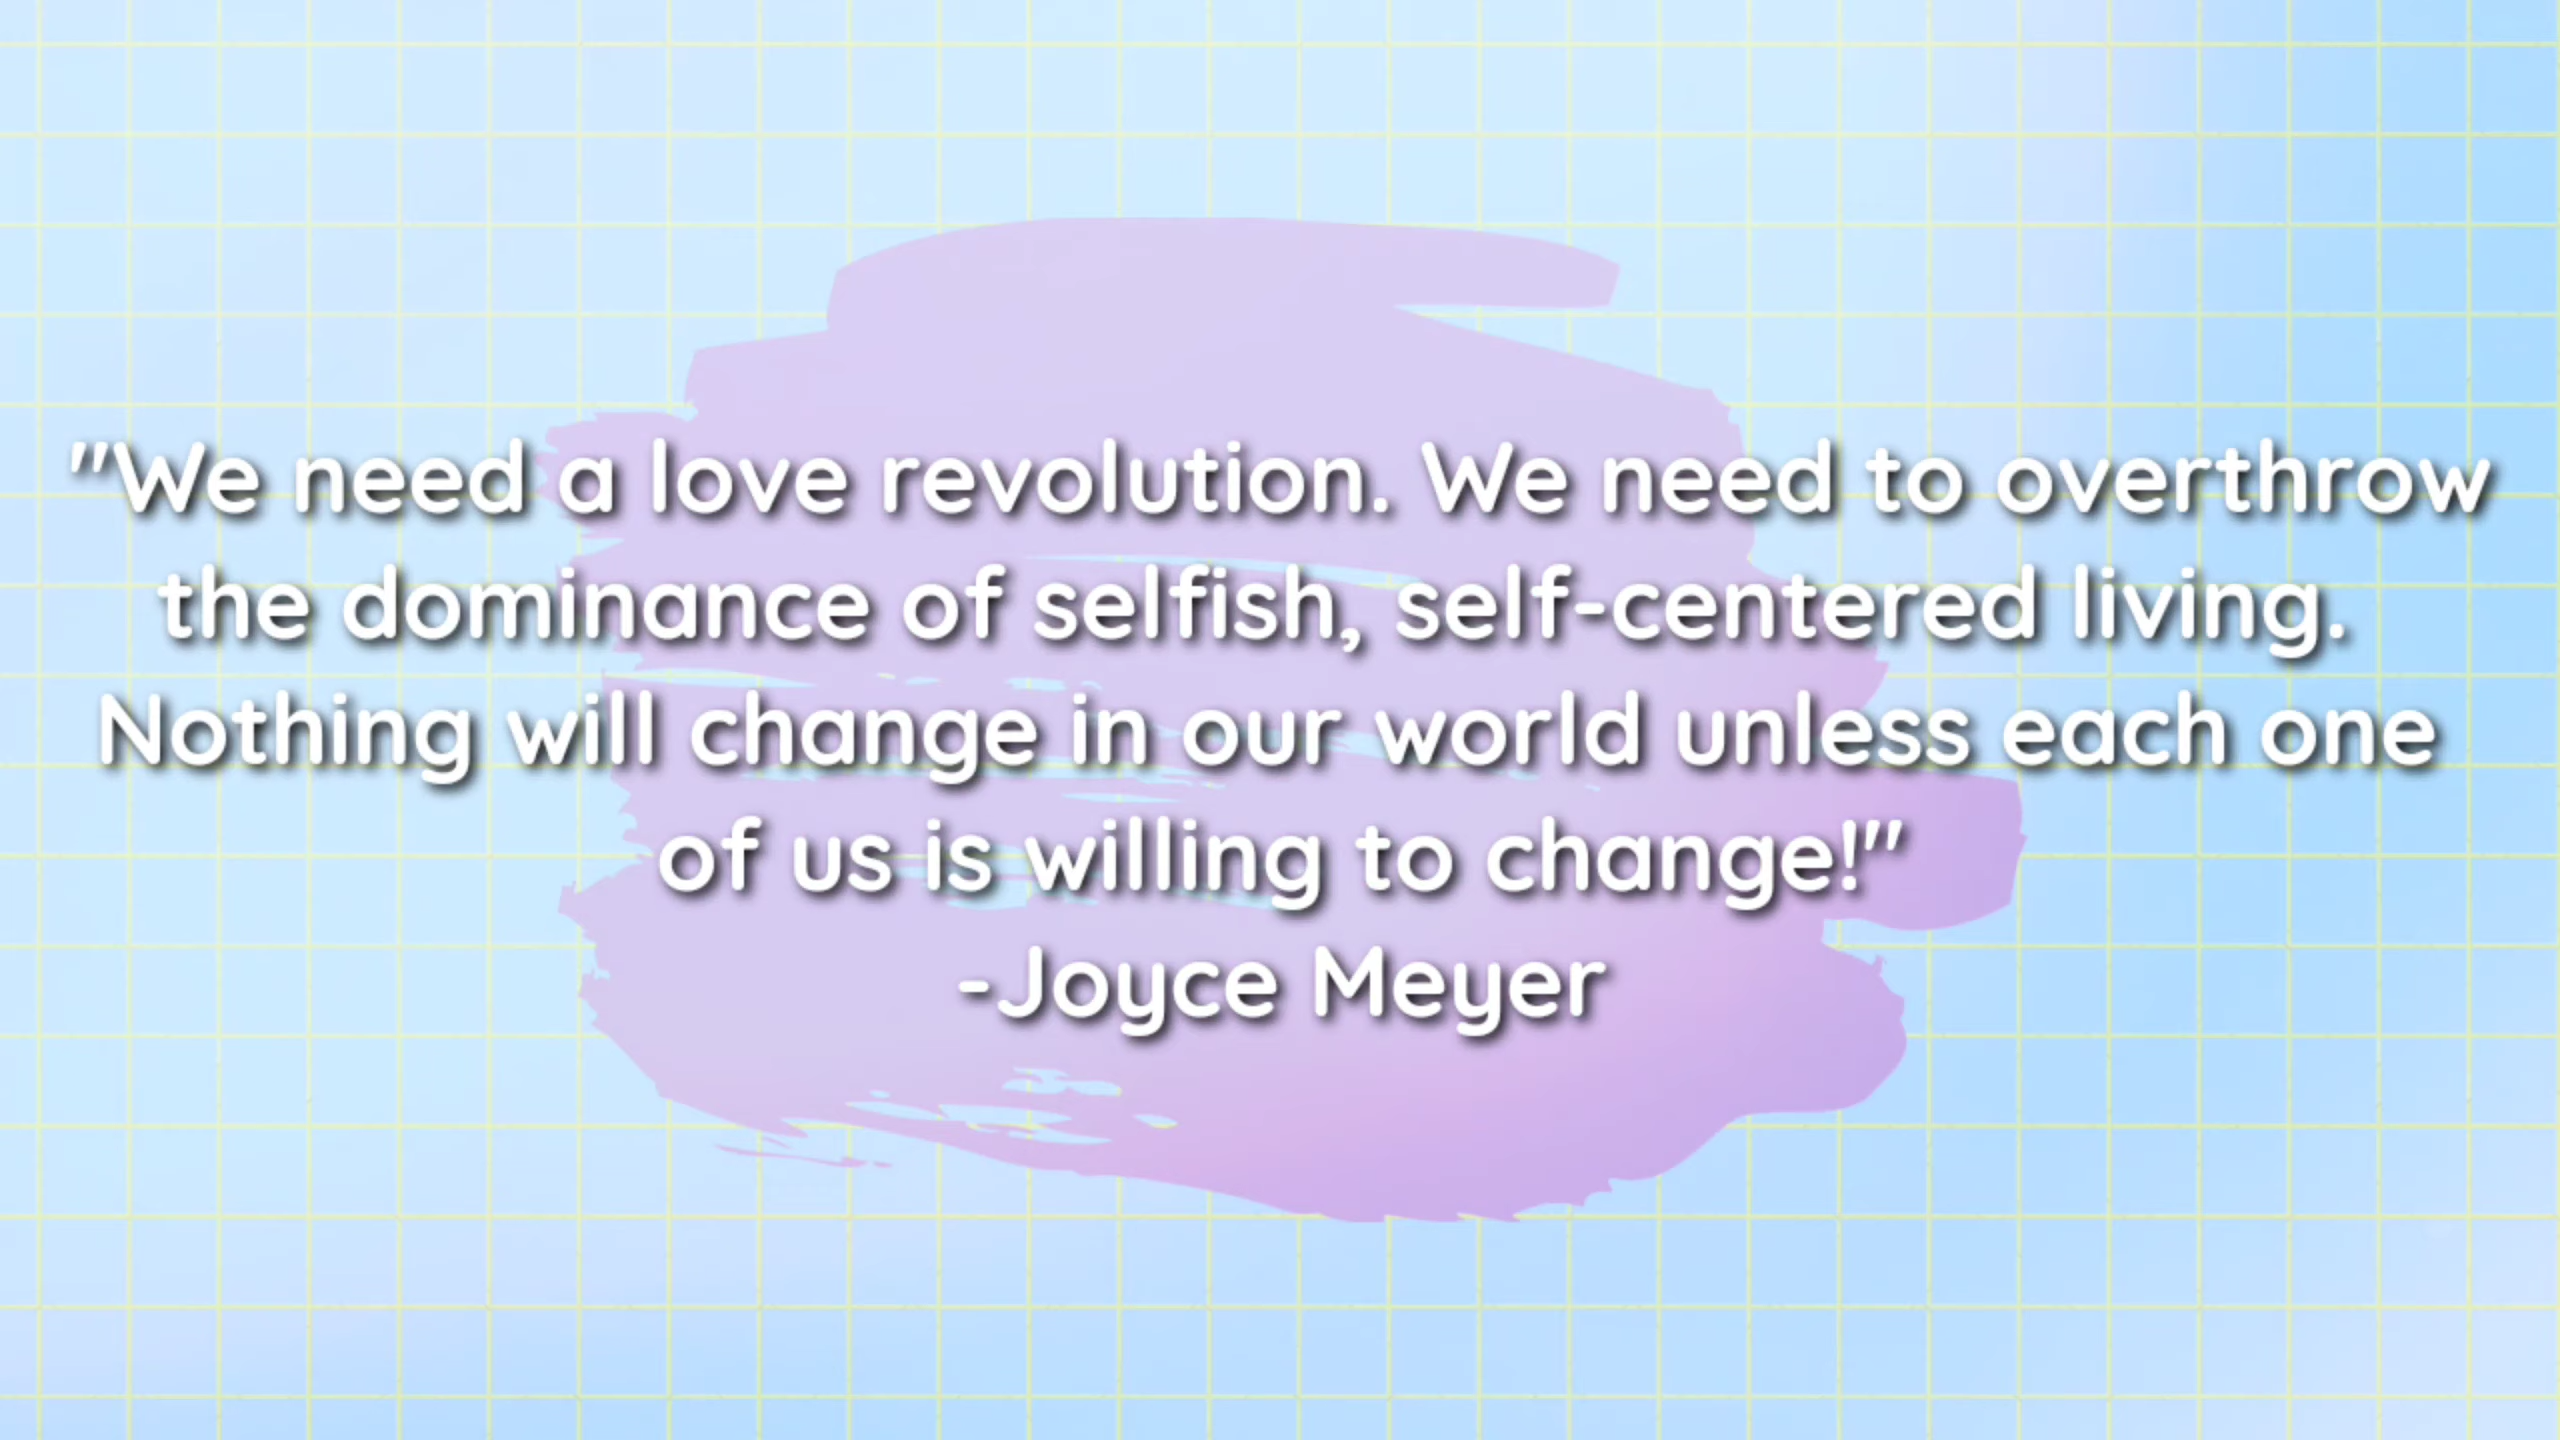 "We need a love revolution. We need to overthrow
the dominance of selfish, self-centered living.
Nothing will change in our world unless each one
of us is willing to change!"
-Joyce Meyer